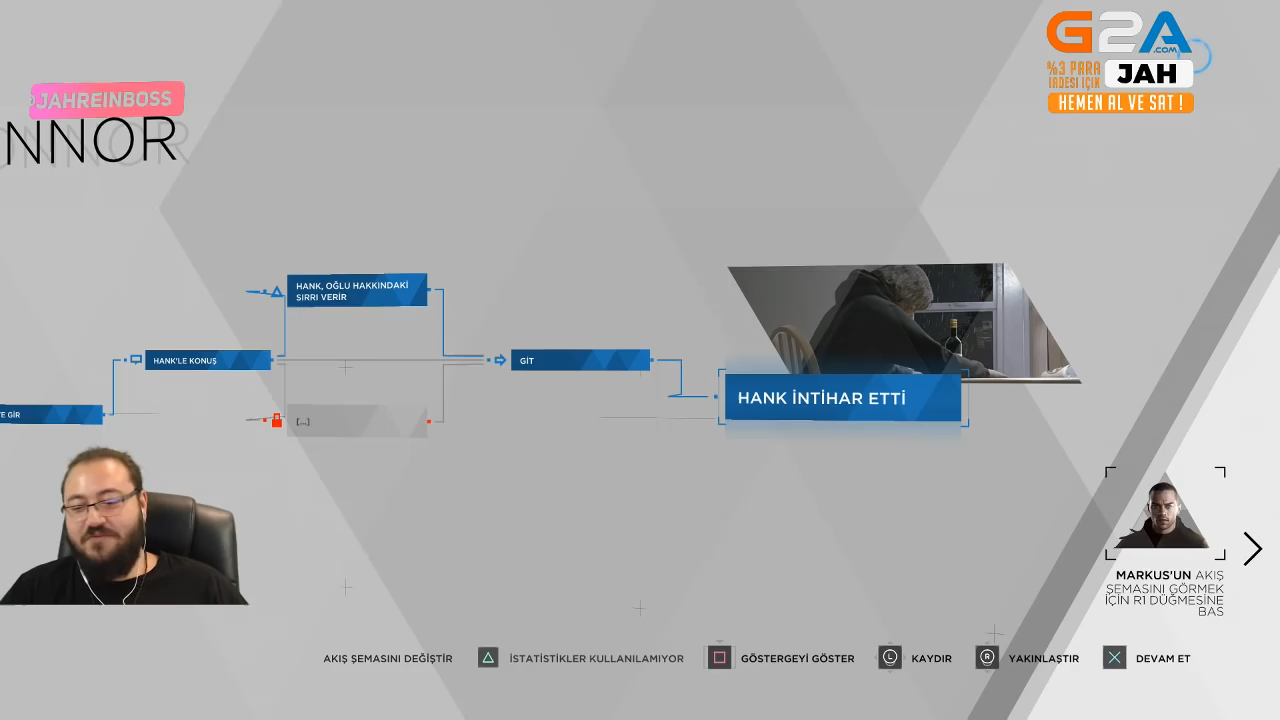 G2A
.COM
%3 PARA
İADESİ İÇİN
JAH
HEMEN AL VE SAT !
JAHREINBOSS
NNOR
HANK, OĞLU HAKKINDAKİ
SIRRI VERİR
HANK'LE KONUŞ
GİT
HANK İNTİHAR ETTİ
E GİR
[...]
MARKUS'UN AKIŞ
ŞEMASINI GÖRMEK
İÇİN R1 DÜĞMESİNE
BAS
AKIŞ ŞEMASINI DEĞİŞTİR
İSTATİSTİKLER KULLANILAMIYOR
GÖSTERGEYİ GÖSTER
L
KAYDIR
R
YAKINLAŞTIR
DEVAM ET